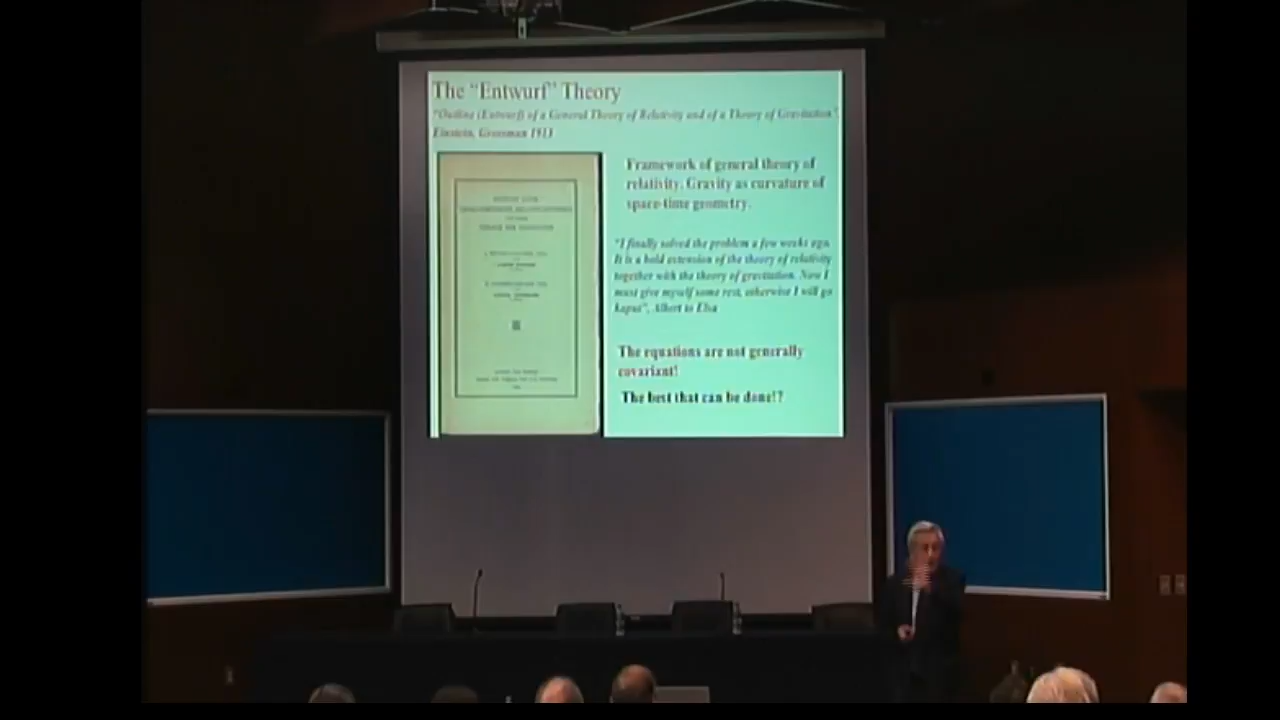 The "Entwurf" Theory
"Outline (Entwurf) of a General Theory of Relativity and of a Theory of Gravitation",
Einstein, Grossman 1913
Framework of general theory of
relativity. Gravity as curvature of
space-time geometry.
"I finally solved the problem a few weeks ago.
It is a bold extension of the theory of relativity
together with the theory of gravitation. Now I
must give myself some rest, otherwise I will go
kaput", Albert to Elsa
The equations are not generally
covariant!
The best that can be done!?